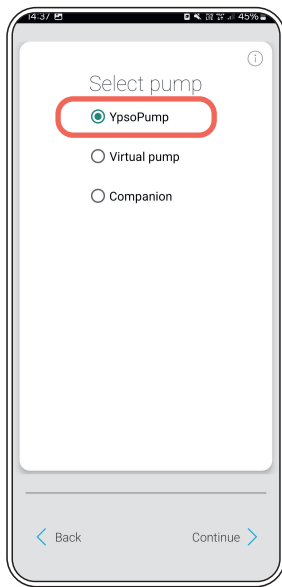 14:37 45%
Select pump
YpsoPump
Virtual pump
Companion
Back Continue